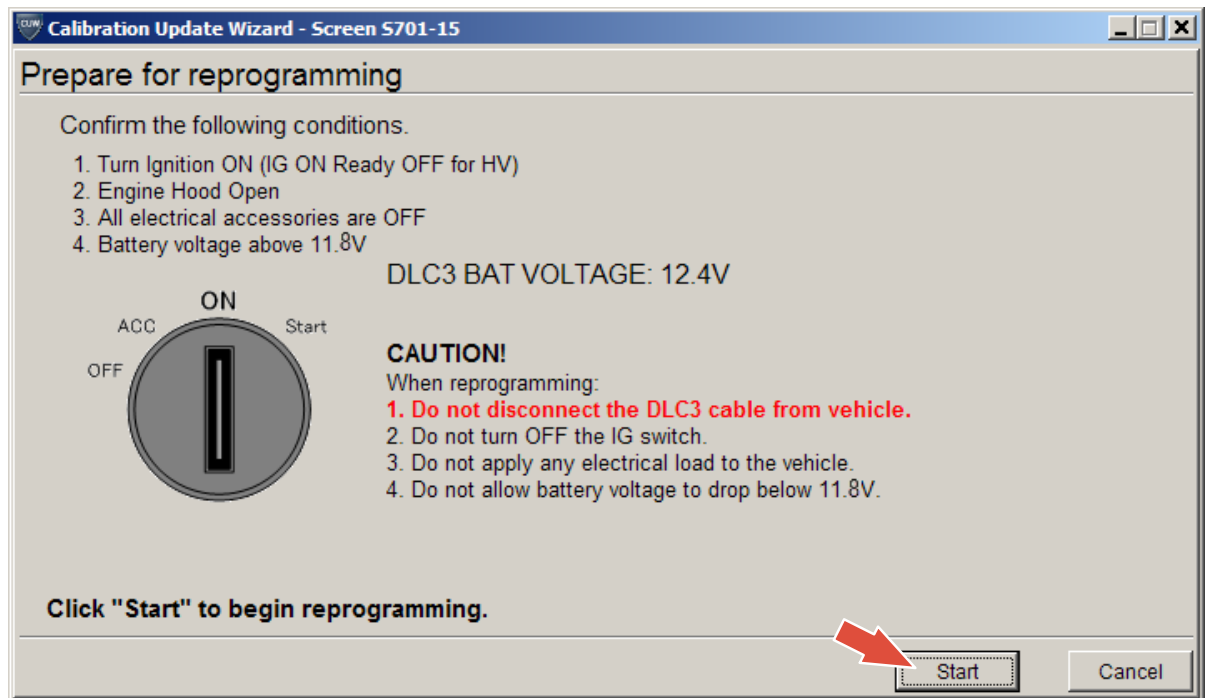 CUW Calibration Update Wizard - Screen S701-15
Prepare for reprogramming
Confirm the following conditions.
1. Turn Ignition ON (IG ON Ready OFF for HV)
2. Engine Hood Open
3. All electrical accessories are OFF
4. Battery voltage above 11.8V
DLC3 BAT VOLTAGE: 12.4V
ON
ACC
Start
OFF
CAUTION!
When reprogramming:
1. Do not disconnect the DLC3 cable from vehicle.
2. Do not turn OFF the IG switch.
3. Do not apply any electrical load to the vehicle.
4. Do not allow battery voltage to drop below 11.8V.
Click "Start" to begin reprogramming.
Start
Cancel